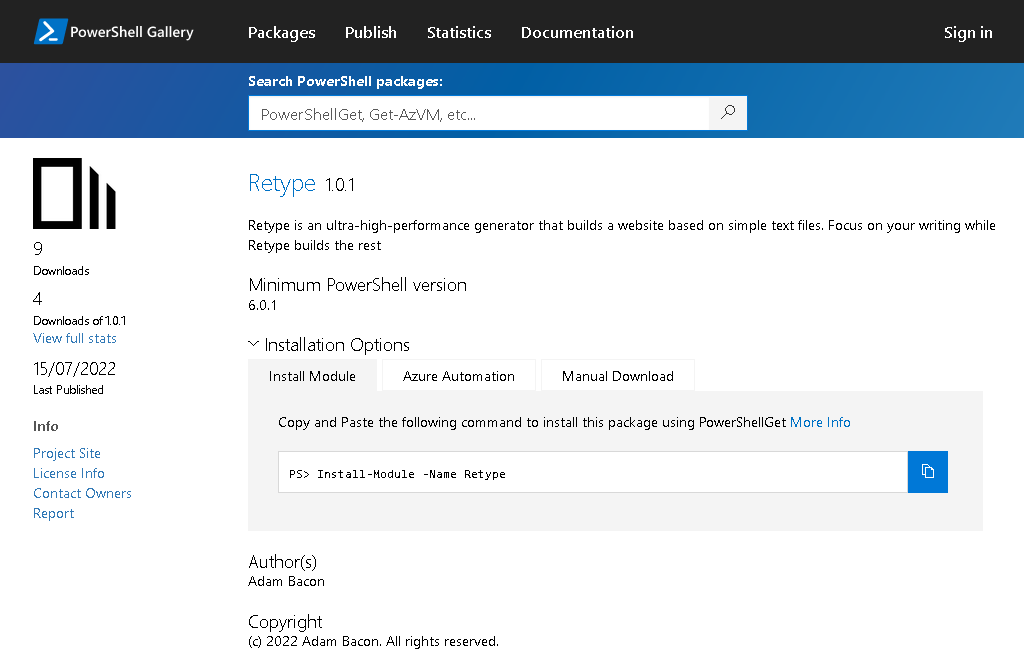 PowerShell Gallery
Packages
Publish
Statistics
Documentation
Sign in
Search PowerShell packages:
PowerShellGet, Get-AzVM, etc...
9
Downloads
4
Downloads of 1.0.1
View full stats
15/07/2022
Last Published
Info
Project Site
License Info
Contact Owners
Report
Retype 1.0.1
Retype is an ultra-high-performance generator that builds a website based on simple text files. Focus on your writing while
Retype builds the rest
Minimum PowerShell version
6.0.1
Installation Options
Install Module
Azure Automation
Manual Download
Copy and Paste the following command to install this package using PowerShellGet More Info
PS> Install-Module -Name Retype
Author(s)
Adam Bacon
Copyright
(c) 2022 Adam Bacon. All rights reserved.